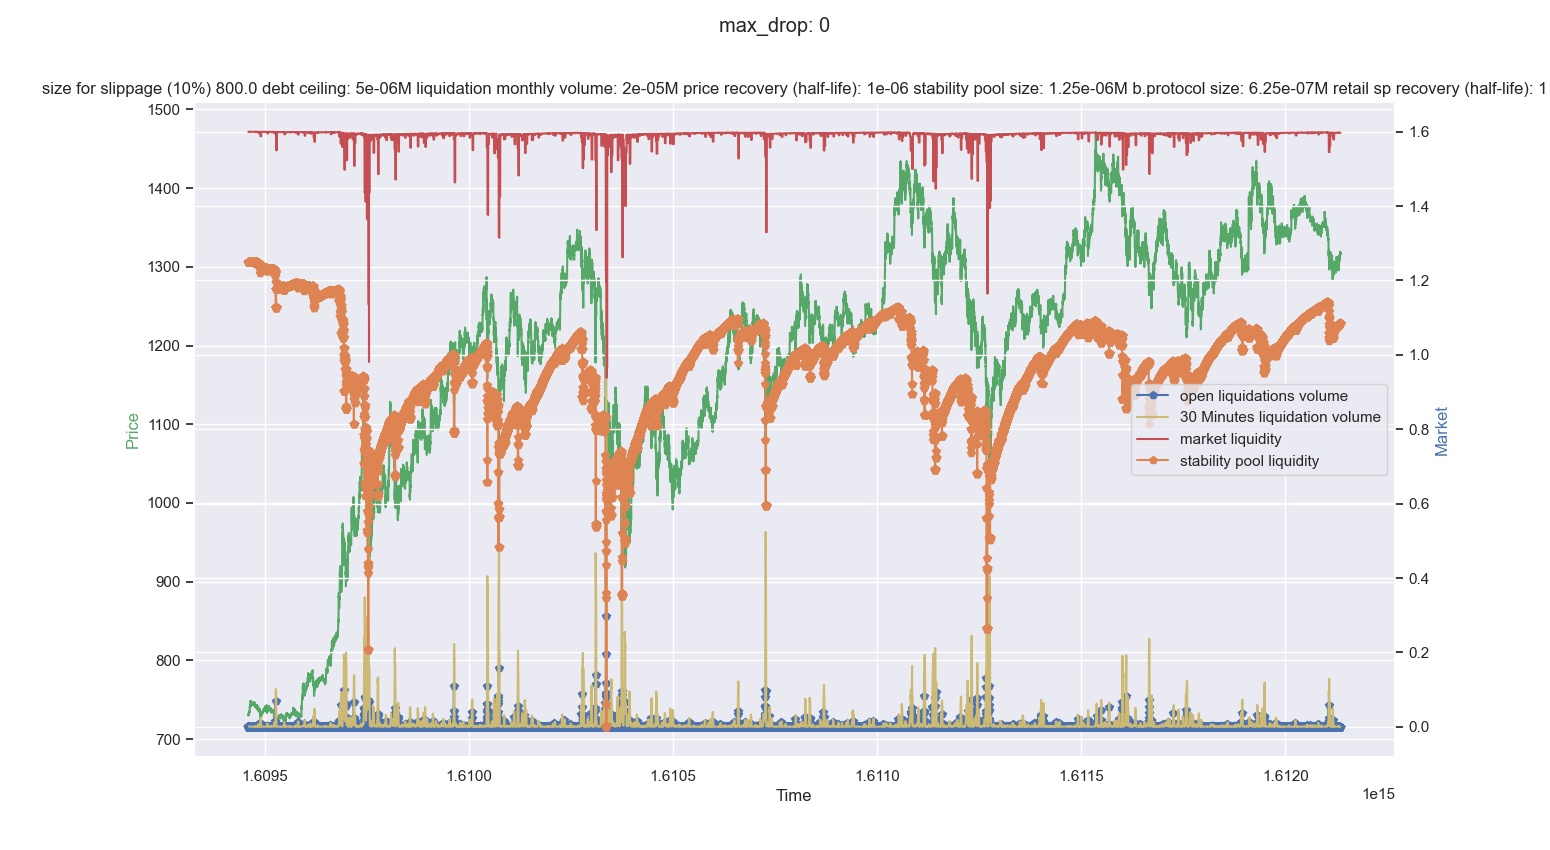 max_drop: 0
size for slippage (10%) 800.0 debt ceiling: 5e-06M liquidation monthly volume: 2e-05M price recovery (half-life): 1e-06 stability pool size: 1.25e-06M b.protocol size: 6.25e-07M retail sp recovery (half-life): 1
1500
1400
1300
1200
1100
1000
900
800
700
Price
1.6
1.4
1.2
1.0
0.8
0.6
0.4
0.2
0.0
Market
open liquidations volume
30 Minutes liquidation volume
market liquidity
stability pool liquidity
1.6095
1.6100
1.6105
1.6110
1.6115
1.6120
Time
1e15